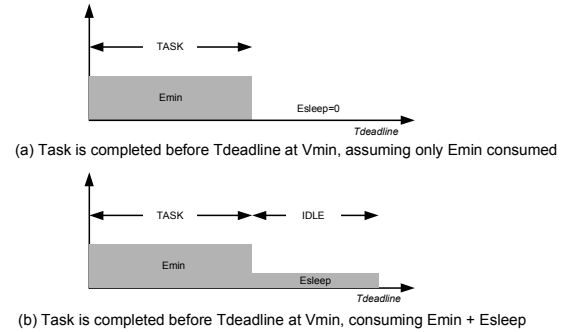 TASK
Emin
Esleep=0
Tdeadline
(a) Task is completed before Tdeadline at Vmin, assuming only Emin consumed
TASK IDLE
Emin
Esleep
Tdeadline
(b) Task is completed before Tdeadline at Vmin, consuming Emin + Esleep